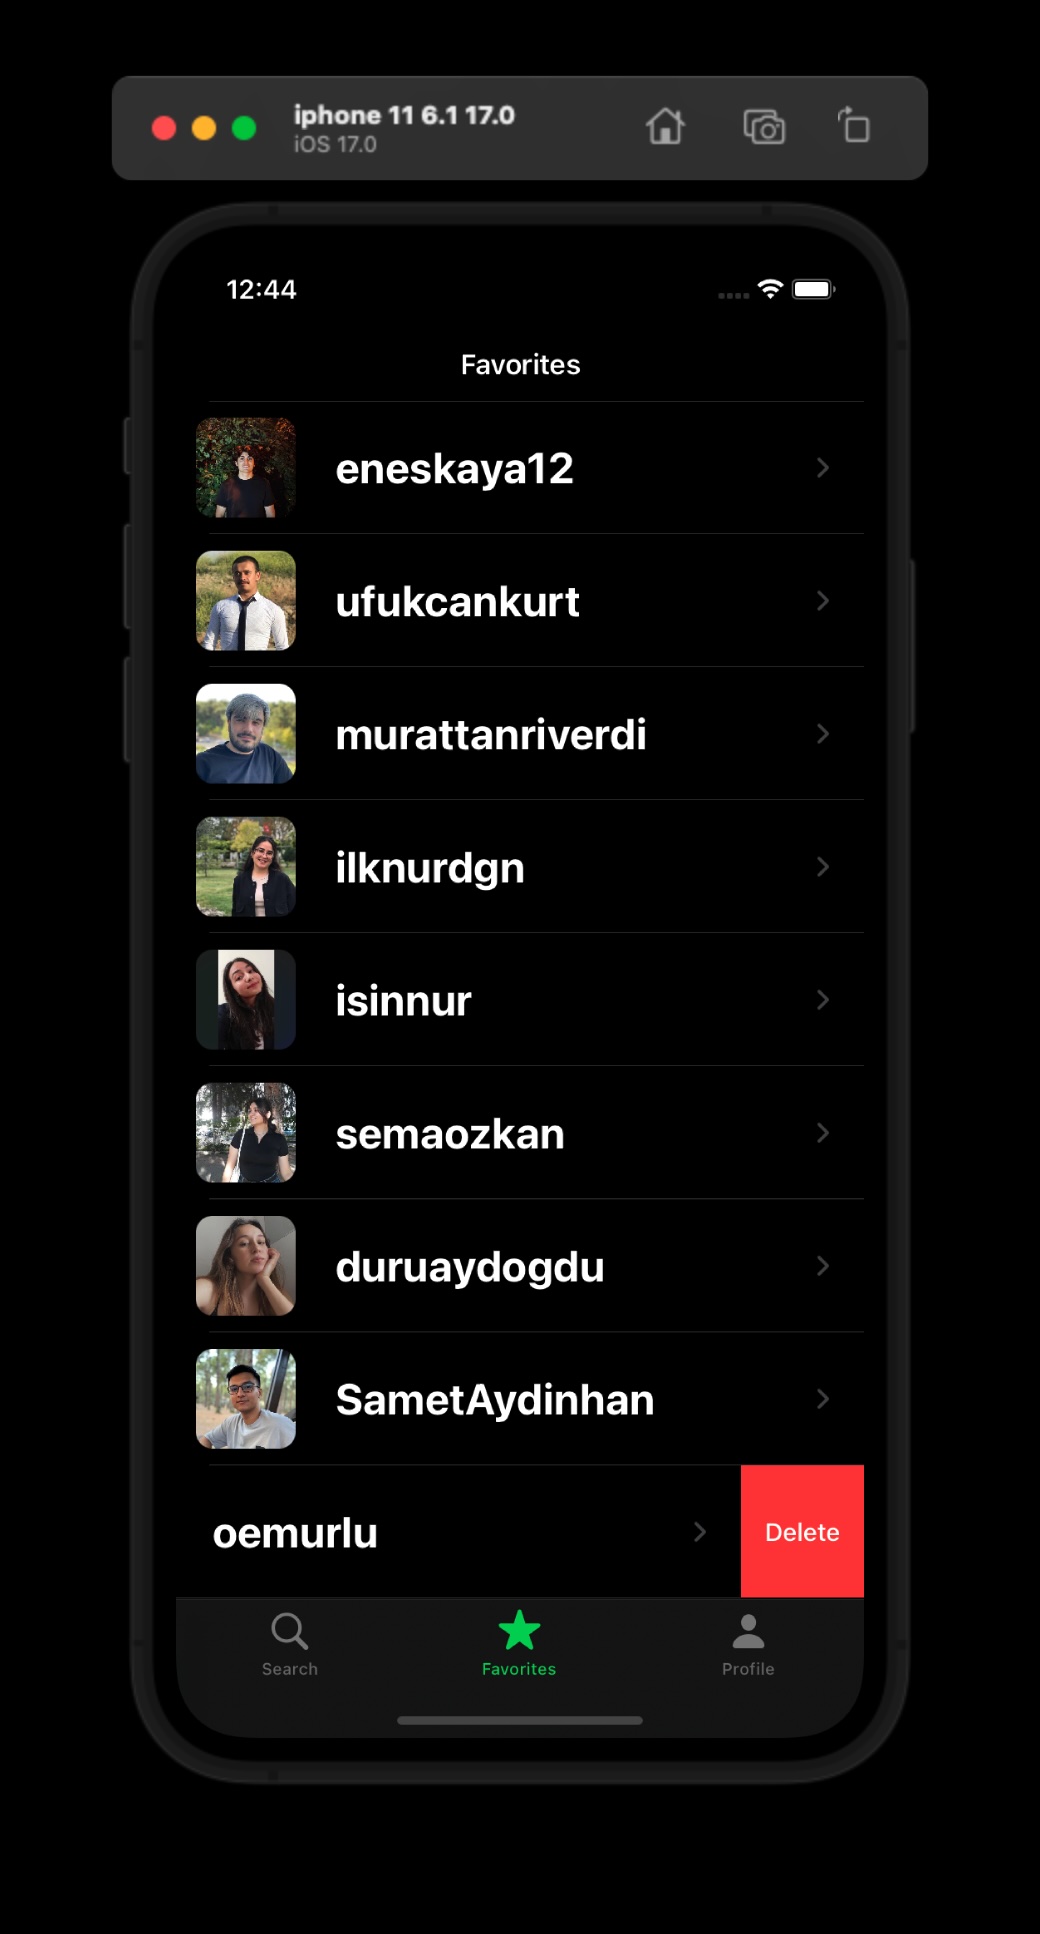 iphone 11 6.1 17.0
iOS 17.0
12:44
Favorites
eneskaya12
ufukcankurt
murattanriverdi
ilknurdgn
isinnur
semaozkan
duruaydogdu
SametAydinhan
oemurlu Delete
Search Favorites Profile